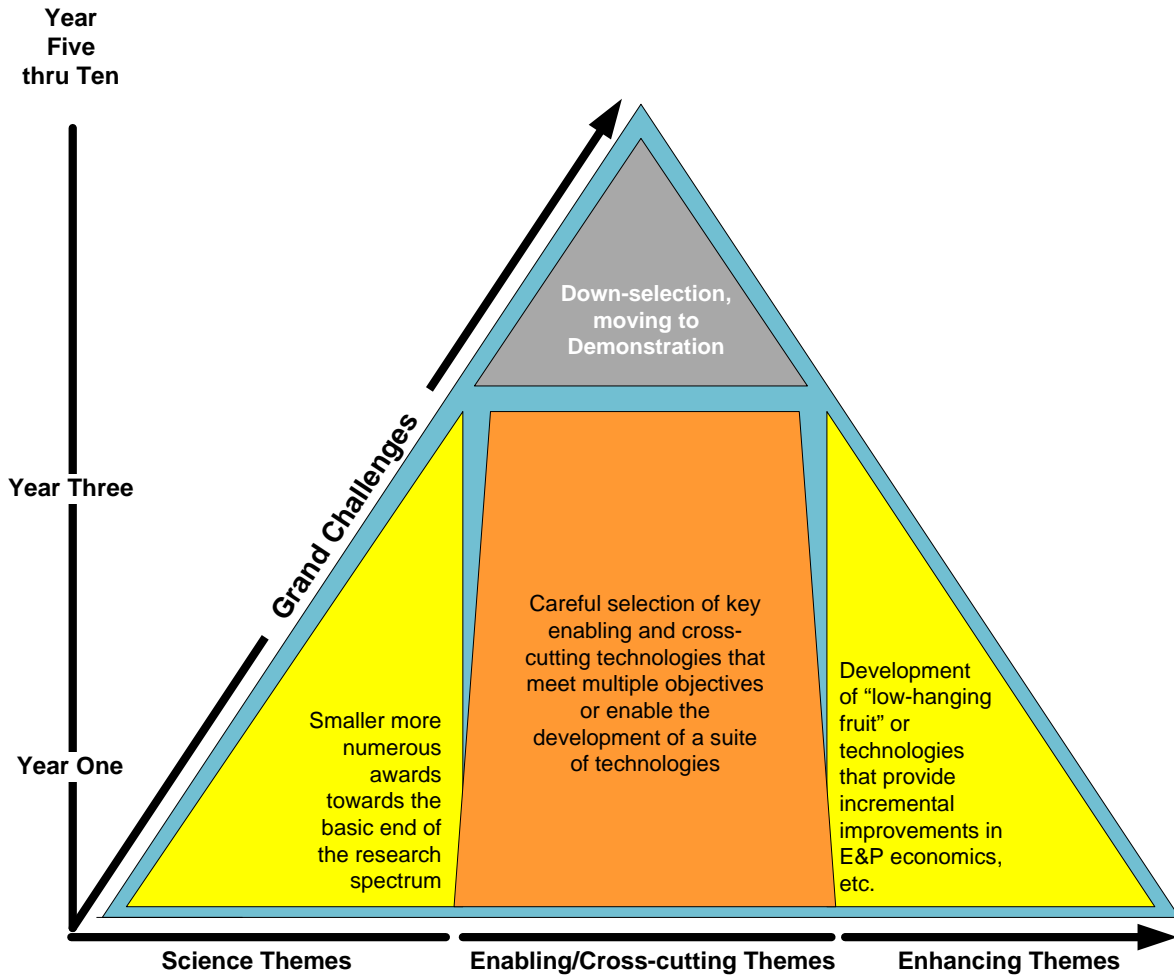 Year
Five
thru Ten
Down-selection,
moving to
Demonstration
Grand Challenges
Year Three
Careful selection of key
enabling and cross-
cutting technologies that
meet multiple objectives
or enable the
development of a suite
of technologies
Development
of “low-hanging
fruit” or
technologies
that provide
incremental
improvements in
E&P economics,
etc.
Smaller more
numerous
awards
towards the
basic end of
the research
spectrum
Year One
Science Themes
Enabling/Cross-cutting Themes
Enhancing Themes